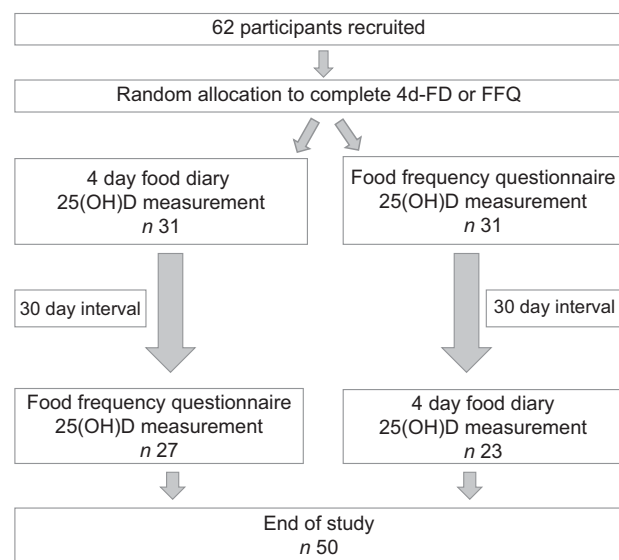 62 participants recruited
Random allocation to complete 4d-FD or FFQ
4 day food diary
25(OH)D measurement
n 31
Food frequency questionnaire
25(OH)D measurement
n 31
30 day interval
30 day interval
Food frequency questionnaire
25(OH)D measurement
n 27
4 day food diary
25(OH)D measurement
n 23
End of study
n 50